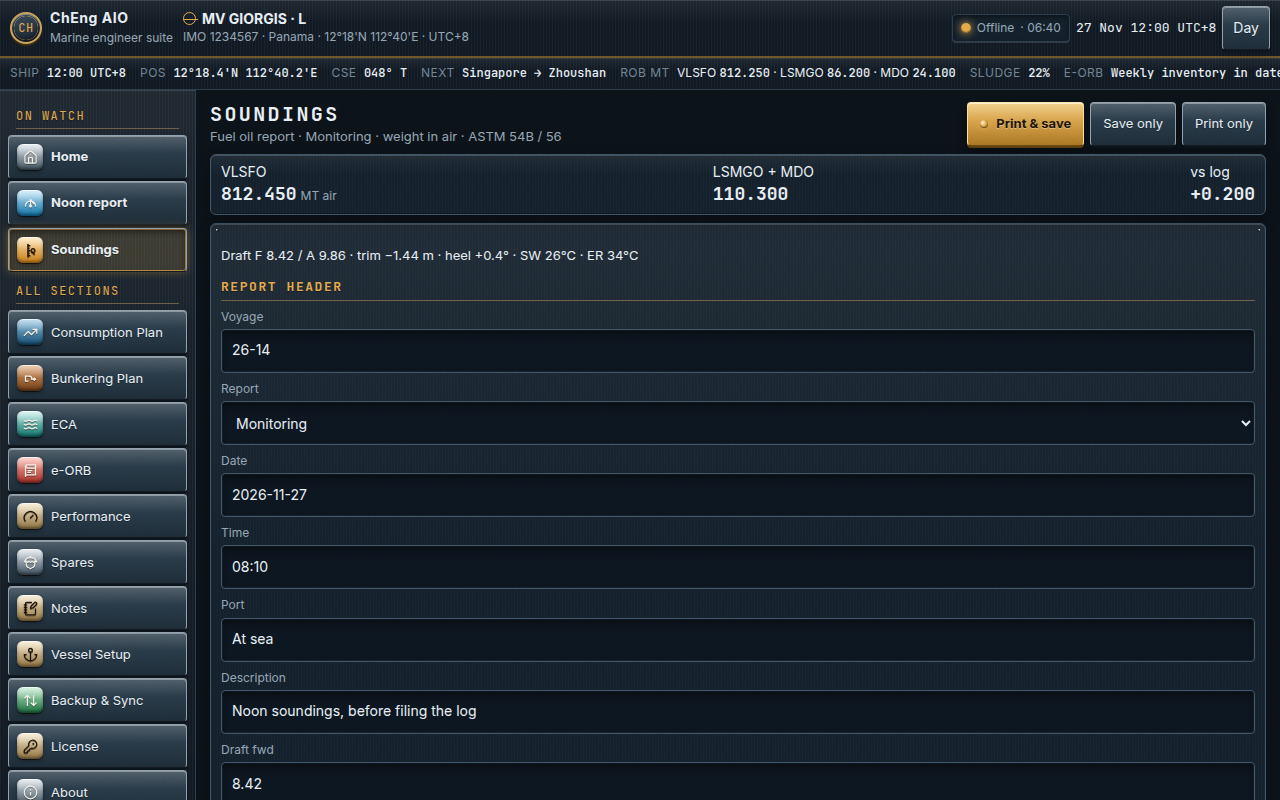 CH
ChEng AIO
Marine engineer suite
MV GIORGIS · L
IMO 1234567 · Panama · 12°18'N 112°40'E · UTC+8
Offline · 06:40
27 Nov 12:00 UTC+8
Day
SHIP 12:00 UTC+8 POS 12°18.4'N 112°40.2'E CSE 048° T NEXT Singapore → Zhoushan ROB MT VLSFO 812.250 · LSMGO 86.200 · MDO 24.100 SLUDGE 22% E-ORB Weekly inventory in date
ON WATCH
Home
Noon report
Soundings
ALL SECTIONS
Consumption Plan
Bunkering Plan
ECA
e-ORB
Performance
Spares
Notes
Vessel Setup
Backup & Sync
License
About
SOUNDINGS
Fuel oil report · Monitoring · weight in air · ASTM 54B / 56
Print & save
Save only
Print only
VLSFO
812.450 MT air
LSMGO + MDO
110.300
vs log
+0.200
Draft F 8.42 / A 9.86 · trim −1.44 m · heel +0.4° · SW 26°C · ER 34°C
REPORT HEADER
Voyage
26-14
Report
Monitoring
Date
2026-11-27
Time
08:10
Port
At sea
Description
Noon soundings, before filing the log
Draft fwd
8.42